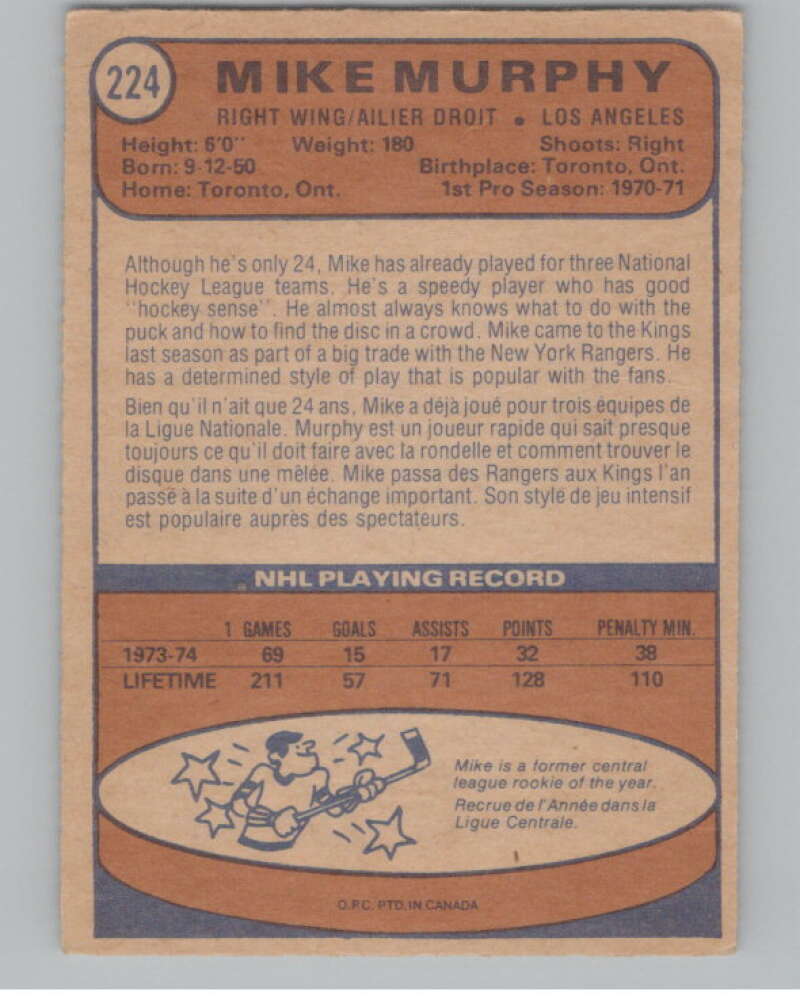 224
MIKE MURPHY
RIGHT WING/AILIER DROIT • LOS ANGELES
Height: 6'0" Weight: 180 Shoots: Right
Born: 9-12-50 Birthplace: Toronto, Ont.
Home: Toronto, Ont. 1st Pro Season: 1970-71
Although he's only 24, Mike has already played for three National
Hockey League teams. He's a speedy player who has good
"hockey sense". He almost always knows what to do with the
puck and how to find the disc in a crowd. Mike came to the Kings
last season as part of a big trade with the New York Rangers. He
has a determined style of play that is popular with the fans.
Bien qu'il n'ait que 24 ans, Mike a déjà joué pour trois équipes de
la Ligue Nationale. Murphy est un joueur rapide qui sait presque
toujours ce qu'il doit faire avec la rondelle et comment trouver le
disque dans une mêlée. Mike passa des Rangers aux Kings l'an
passé à la suite d'un échange important. Son style de jeu intensif
est populaire auprès des spectateurs.
NHL PLAYING RECORD
1 GAMES GOALS ASSISTS POINTS PENALTY MIN.
1973-74 69 15 17 32 38
LIFETIME 211 57 71 128 110
Mike is a former central
league rookie of the year.
Recrue de l'Année dans la
Ligue Centrale.
O.P.C. PTD. IN CANADA